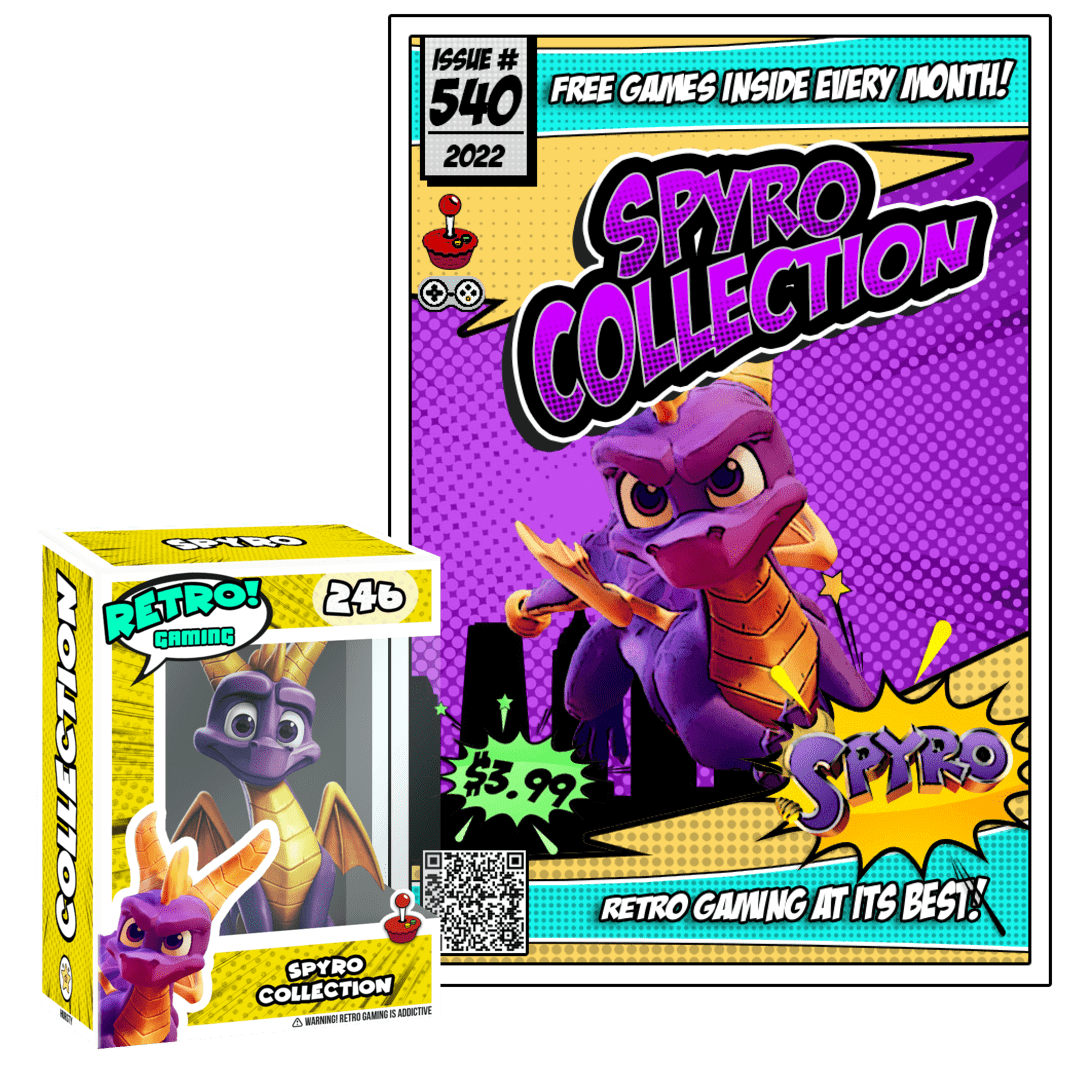 ISSUE #
540
2022
FREE GAMES INSIDE EVERY MONTH!
SPYRO
COLLECTION
$3.99
SPYRO
RETRO GAMING AT ITS BEST!
SPYRO
RETRO!
GAMING
246
COLLECTION
SPYRO
COLLECTION
WARNING! RETRO GAMING IS ADDICTIVE